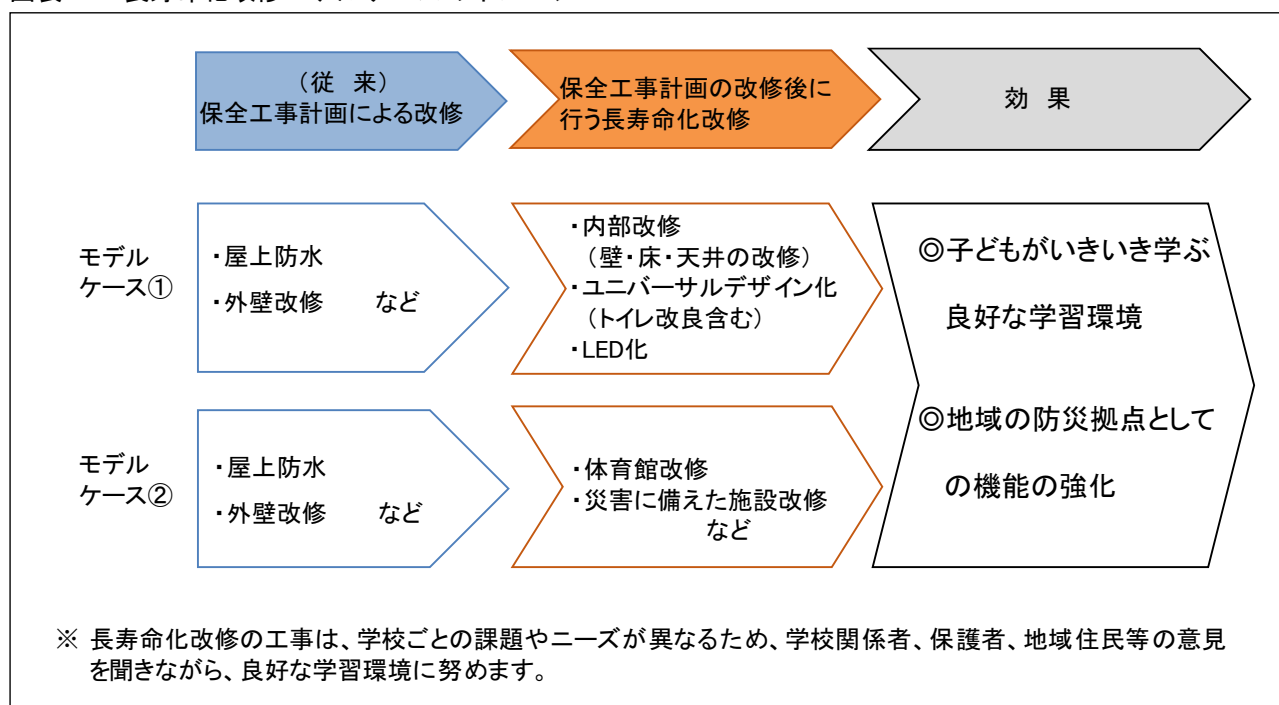 (従 来)
保全工事計画による改修
保全工事計画の改修後に
行う長寿命化改修
効 果
モデル
ケース①
・屋上防水
・外壁改修 など
・内部改修
(壁・床・天井の改修)
・ユニバーサルデザイン化
(トイレ改良含む)
・LED化
モデル
ケース②
・屋上防水
・外壁改修 など
・体育館改修
・災害に備えた施設改修
など
◎子どもがいきいき学ぶ
良好な学習環境
◎地域の防災拠点として
の機能の強化
※ 長寿命化改修の工事は、学校ごとの課題やニーズが異なるため、学校関係者、保護者、地域住民等の意見
を聞きながら、良好な学習環境に努めます。